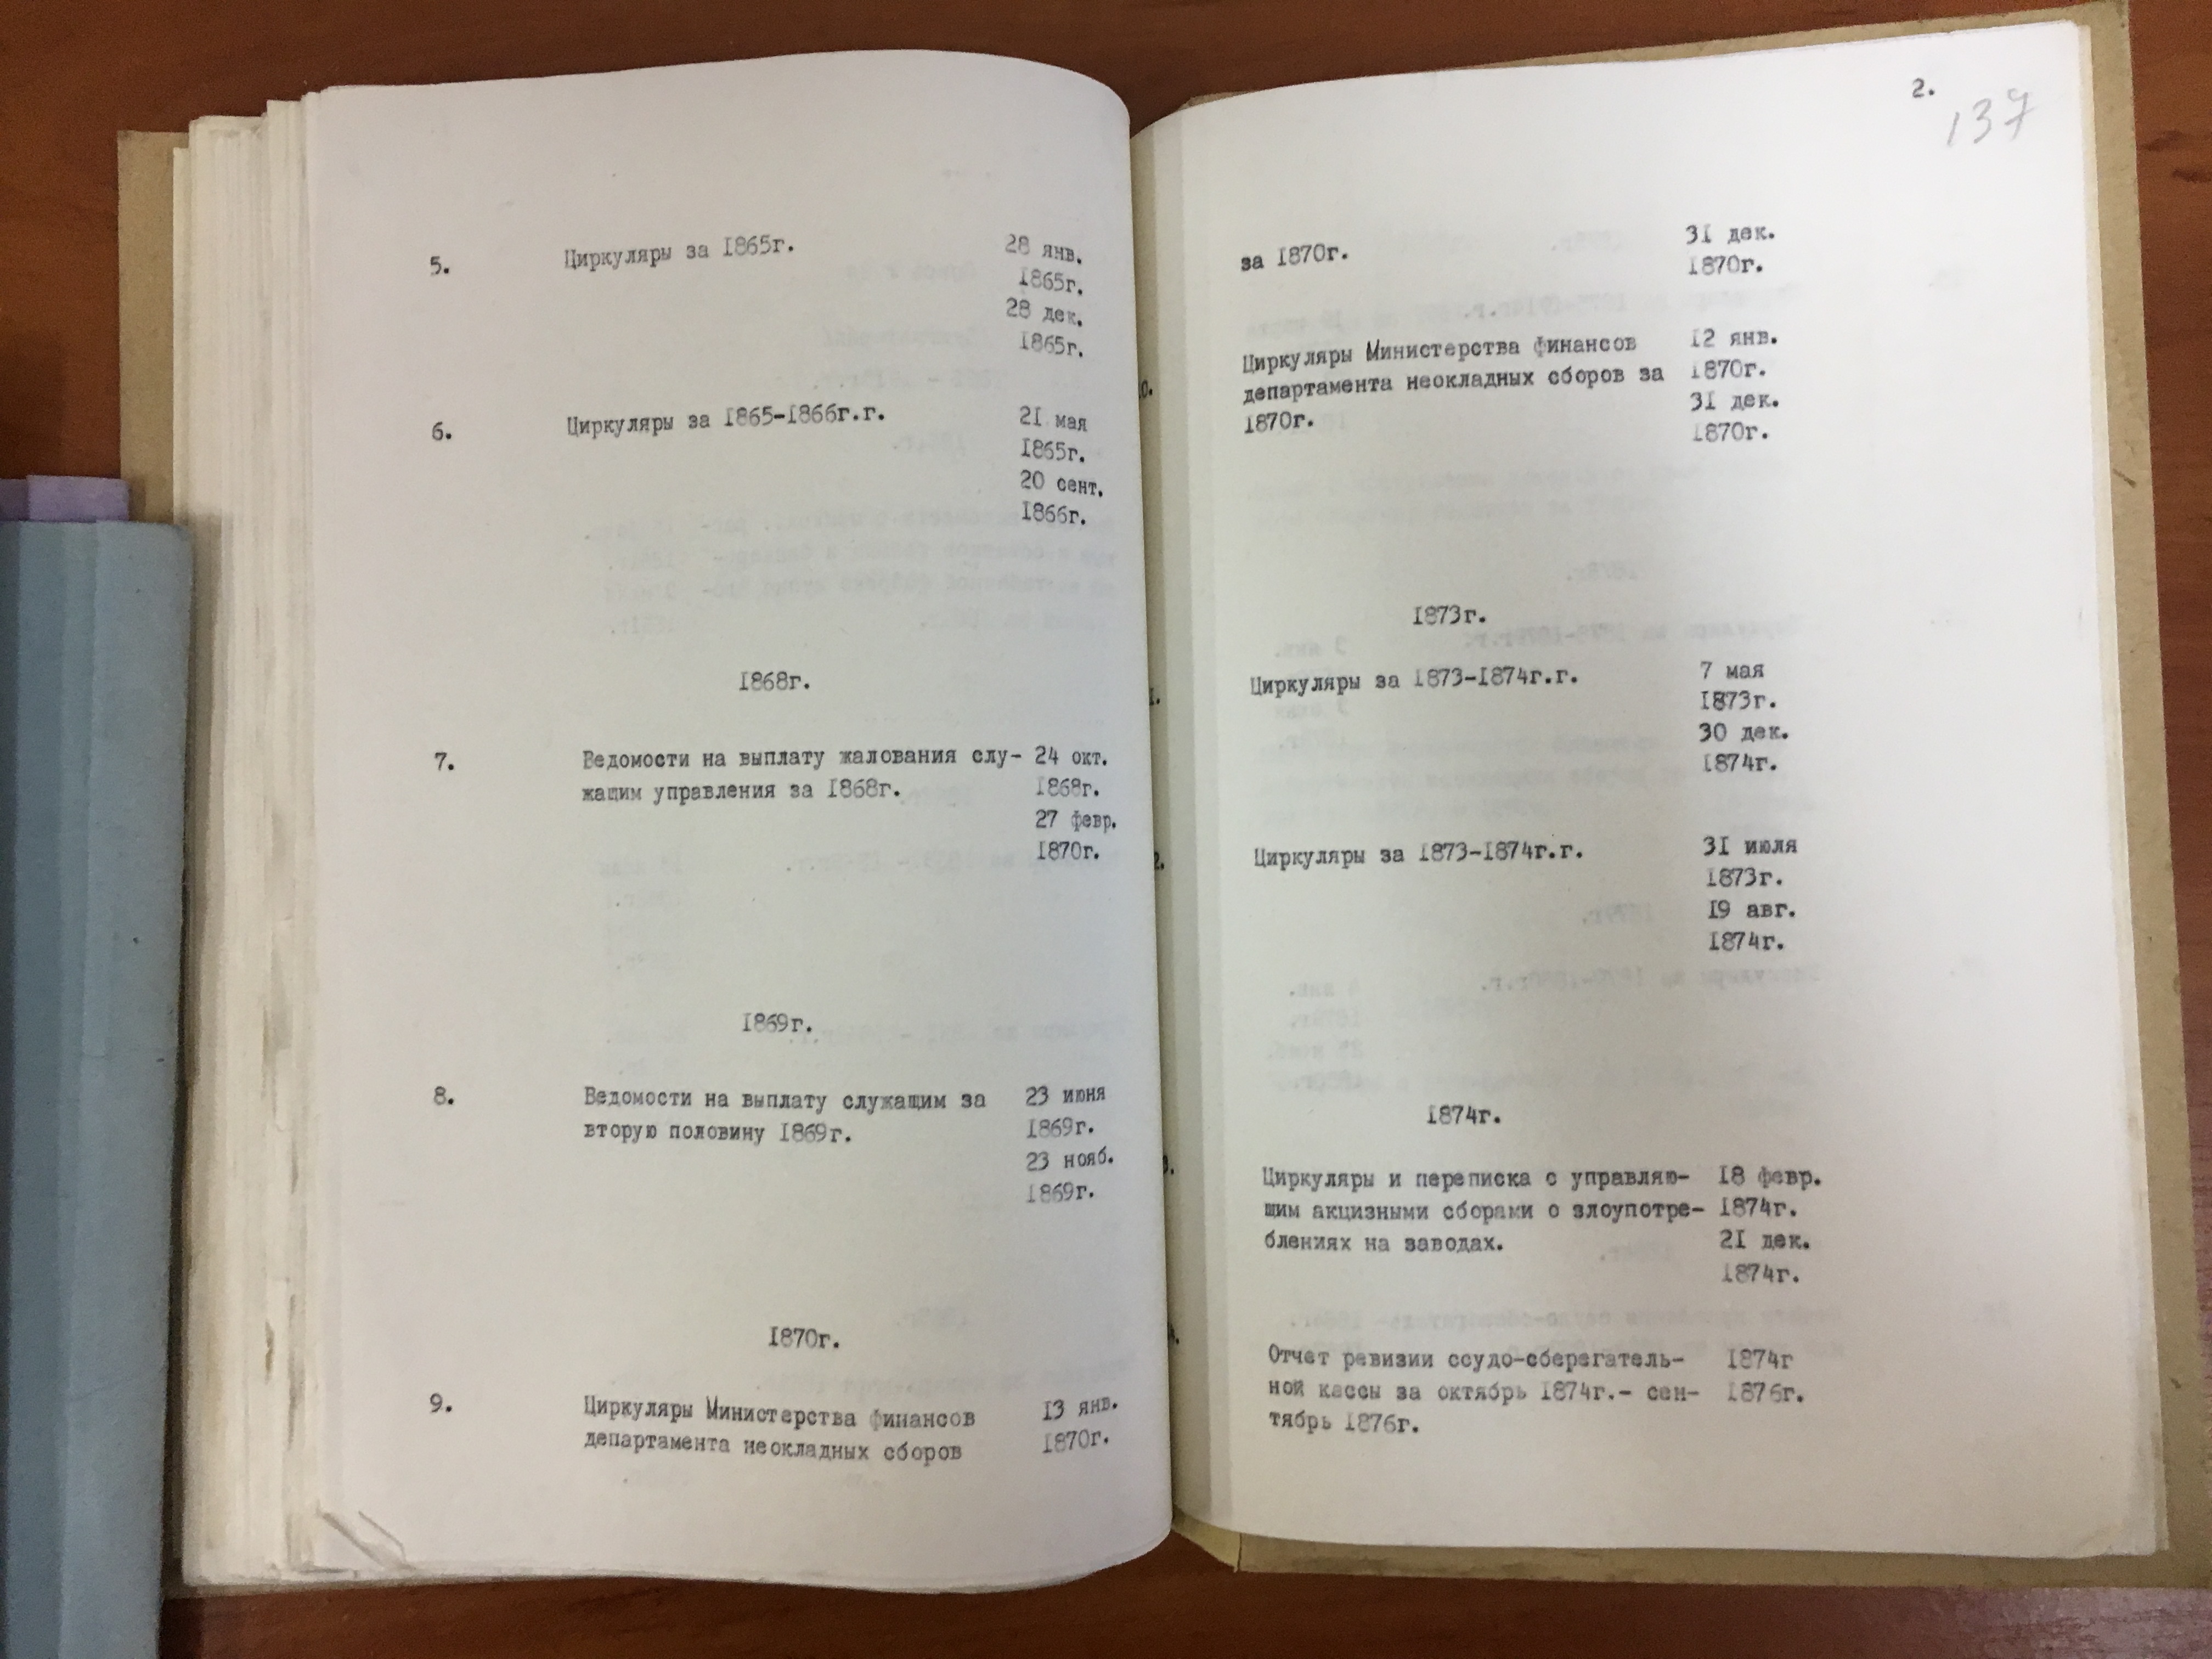 5. Циркуляры за 1865г. 28 янв.
1865г.
28 дек.
1865г.
6. Циркуляры за 1865-1866г.г. 21 мая
1865г.
20 сент.
1866г.
1868г.
7. Ведомости на выплату жалования слу- 24 окт.
жащим управления за 1868г. 1868г.
27 февр.
1870г.
1869г.
8. Ведомости на выплату служащим за 23 июня
вторую половину 1869г. 1869г.
23 нояб.
1869г.
1870г.
9. Циркуляры Министерства финансов 13 янв.
департамента неокладных сборов 1870г.
2.
137
за 1870г. 31 дек.
1870г.
Циркуляры Министерства финансов 12 янв.
департамента неокладных сборов за 1870г.
1870г. 31 дек.
1870г.
1873г.
Циркуляры за 1873-1874г.г. 7 мая
1873г.
30 дек.
1874г.
2. Циркуляры за 1873-1874г.г. 31 июля
1873г.
19 авг.
1874г.
1874г.
Циркуляры и переписка с управляю- 18 февр.
щим акцизными сборами о злоупотре- 1874г.
блениях на заводах. 21 дек.
1874г.
Отчет ревизии ссудо-сберегатель- 1874г
ной кассы за октябрь 1874г.- сен- 1876г.
тябрь 1876г.